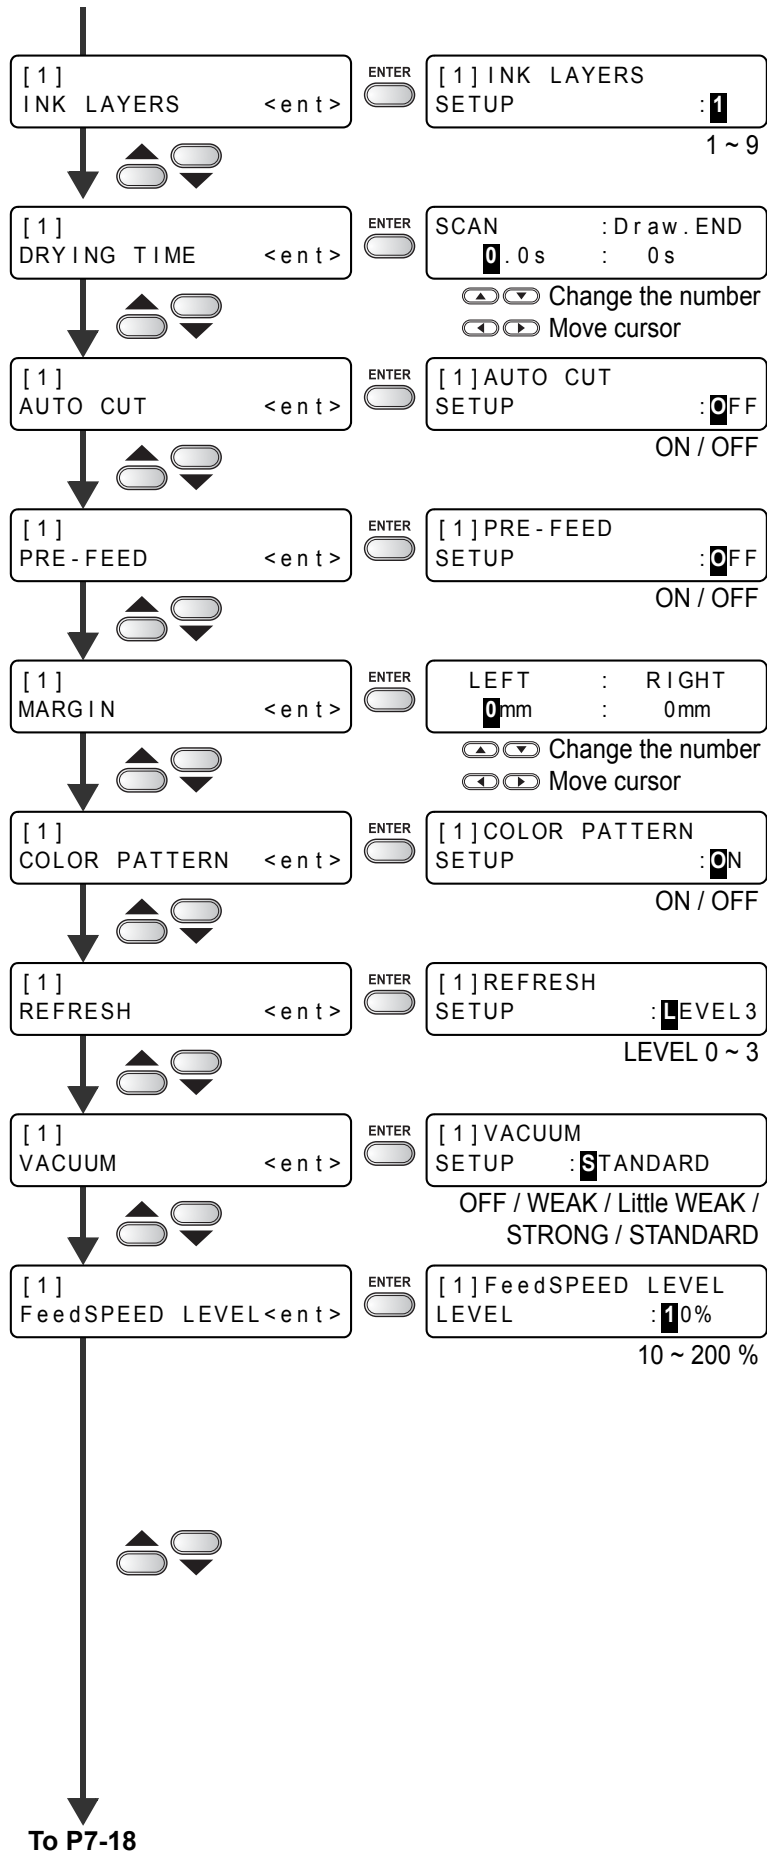 [1]
INK LAYERS <ent>
ENTER
[1]INK LAYERS
SETUP :1
1 ~ 9
[1]
DRYING TIME <ent>
ENTER
SCAN :Draw.END
0.0s : 0s
Change the number
Move cursor
[1]
AUTO CUT <ent>
ENTER
[1]AUTO CUT
SETUP :OFF
ON / OFF
[1]
PRE-FEED <ent>
ENTER
[1]PRE-FEED
SETUP :OFF
ON / OFF
[1]
MARGIN <ent>
ENTER
LEFT : RIGHT
0mm : 0mm
Change the number
Move cursor
[1]
COLOR PATTERN <ent>
ENTER
[1]COLOR PATTERN
SETUP :ON
ON / OFF
[1]
REFRESH <ent>
ENTER
[1]REFRESH
SETUP :LEVEL3
LEVEL 0 ~ 3
[1]
VACUUM <ent>
ENTER
[1]VACUUM
SETUP :STANDARD
OFF / WEAK / Little WEAK /
STRONG / STANDARD
[1]
FeedSPEED LEVEL<ent>
ENTER
[1]FeedSPEED LEVEL
LEVEL :10%
10 ~ 200 %
To P7-18